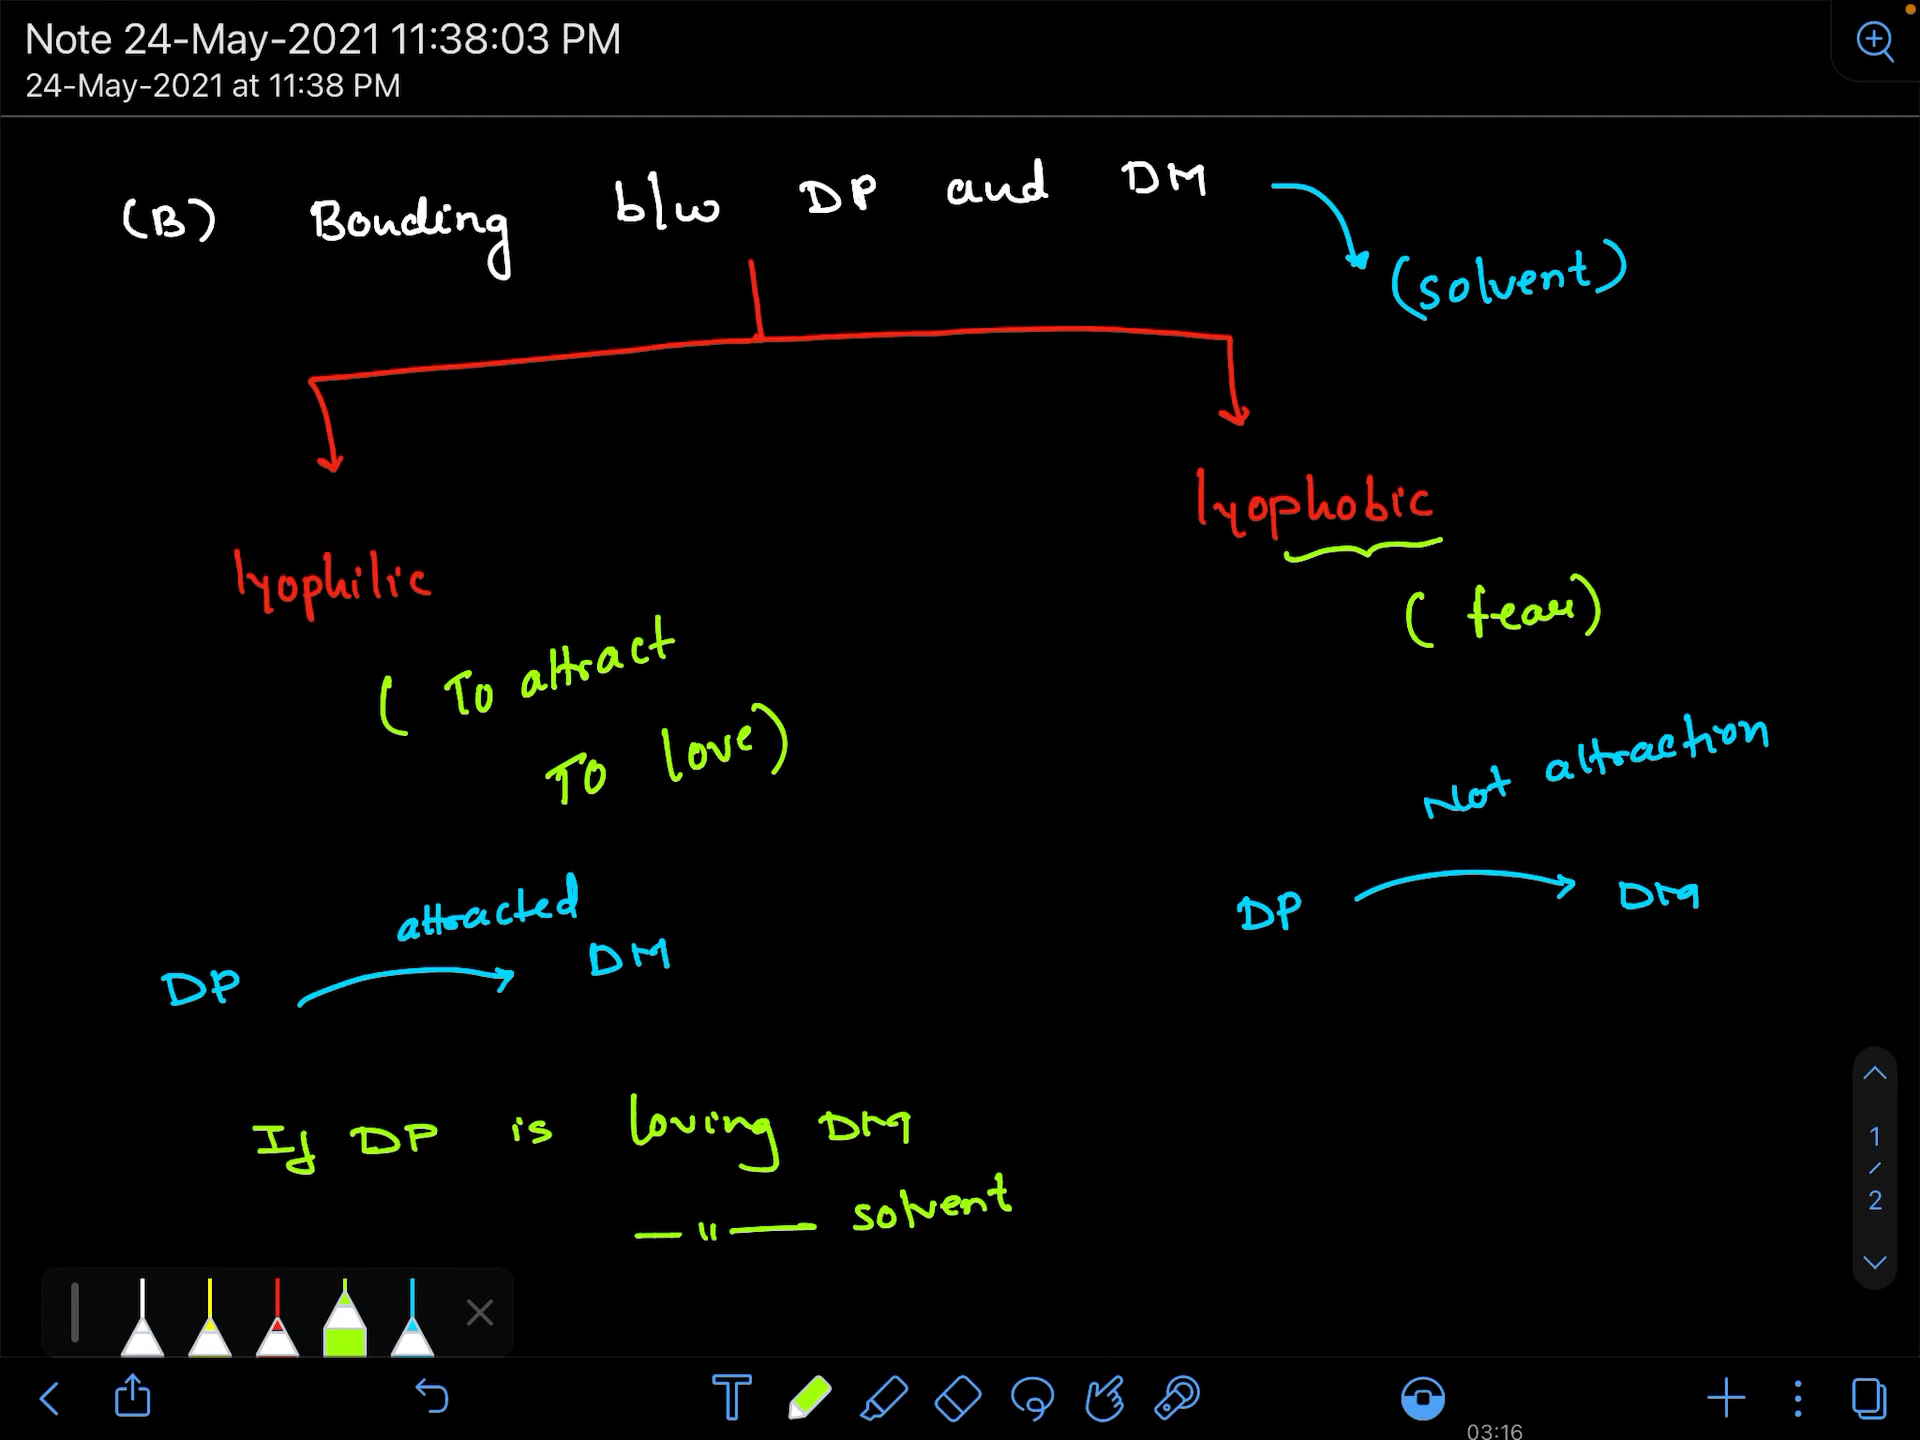 Note 24-May-2021 11:38:03 PM
24-May-2021 at 11:38 PM
(B) Bonding b/w DP and DM
(solvent)
lyophilic
lyophobic
(To attract
To love)
(fear)
Not attraction
attracted
DP DM
DP DM
If DP is loving DM
— " — solvent
1
/
2
T
03:16